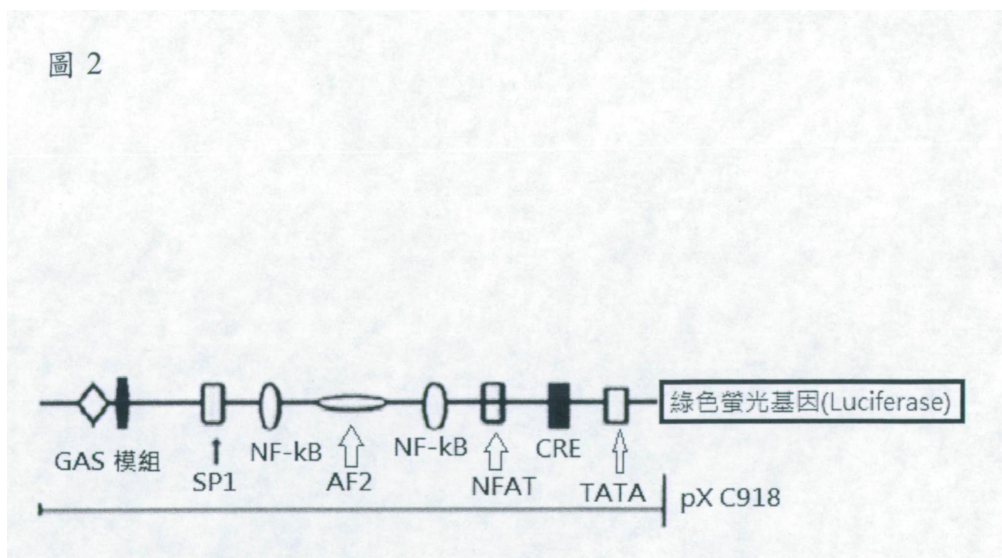 圖 2
綠色螢光基因(Luciferase)
GAS 模組
SP1
NF-kB
AF2
NF-kB
NFAT
CRE
TATA
pX C918